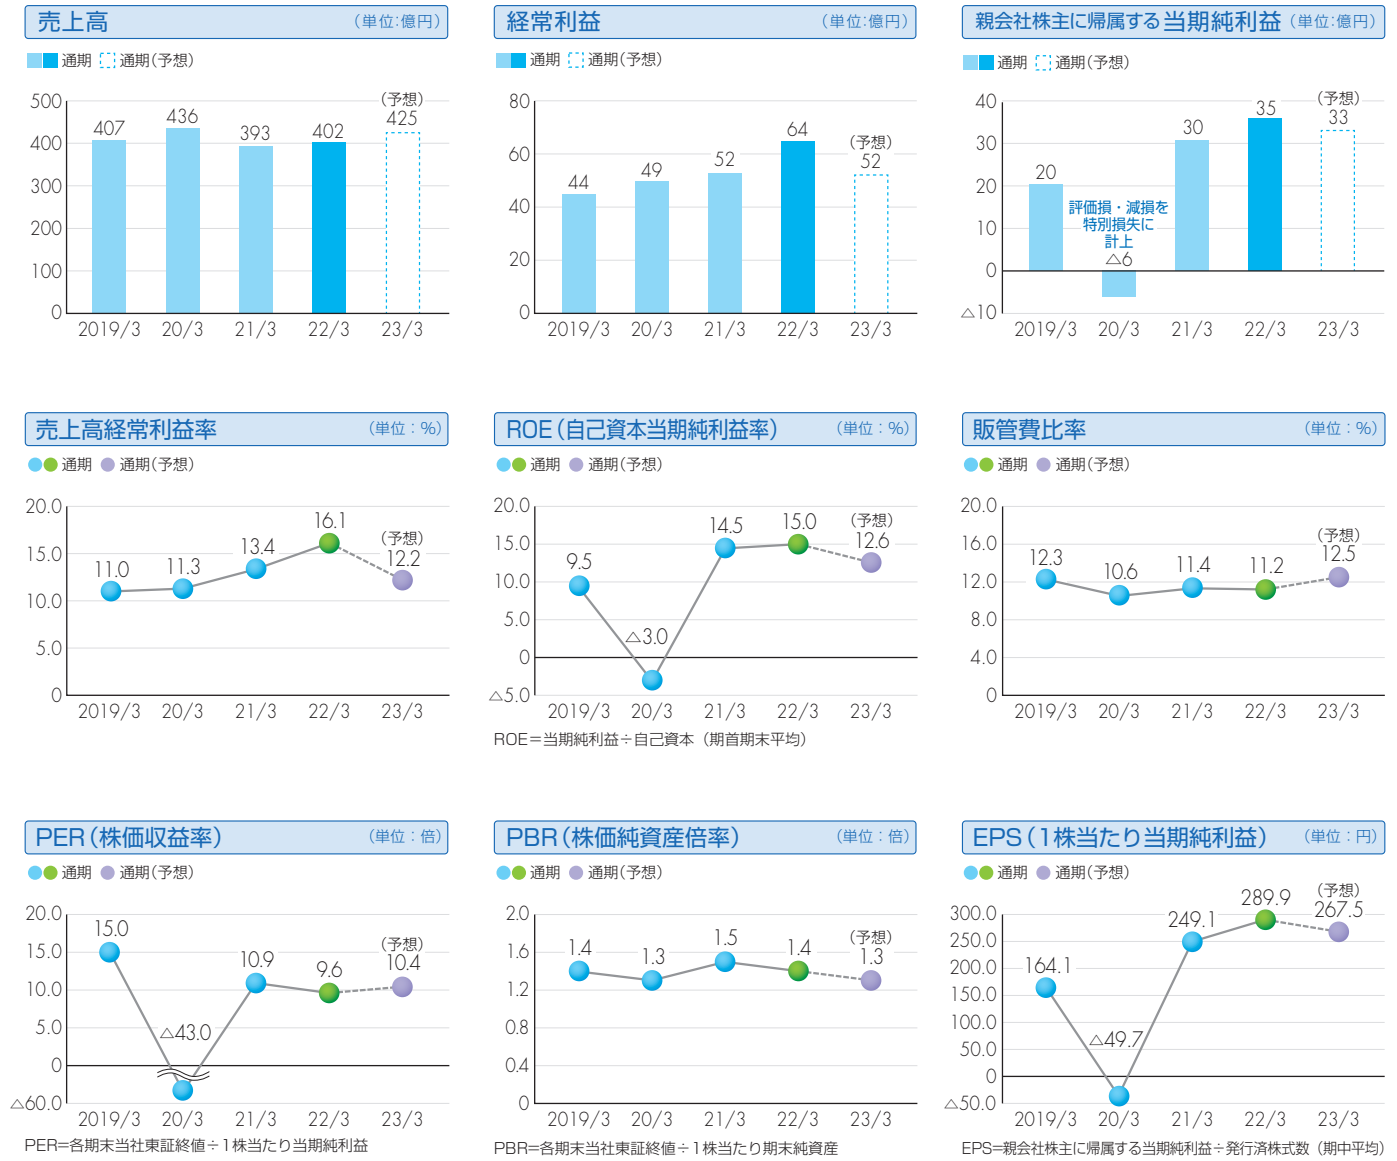 売上高 （単位:億円）
通期 通期（予想）
500
400
300
200
100
0
407
436
393
402
（予想）
425
2019/3 20/3 21/3 22/3 23/3
経常利益 （単位:億円）
通期 通期（予想）
80
60
40
20
0
44
49
52
64
（予想）
52
2019/3 20/3 21/3 22/3 23/3
親会社株主に帰属する当期純利益 （単位:億円）
通期 通期（予想）
40
30
20
10
0
△10
20
評価損・減損を
特別損失に
計上
△6
30
35
（予想）
33
2019/3 20/3 21/3 22/3 23/3
売上高経常利益率 （単位：%）
通期 通期（予想）
20.0
15.0
10.0
5.0
0
11.0
11.3
13.4
16.1
（予想）
12.2
2019/3 20/3 21/3 22/3 23/3
ROE（自己資本当期純利益率） （単位：%）
通期 通期（予想）
20.0
15.0
10.0
5.0
0
△5.0
9.5
△3.0
14.5
15.0
（予想）
12.6
2019/3 20/3 21/3 22/3 23/3
ROE＝当期純利益÷自己資本（期首期末平均）
販管費比率 （単位：%）
通期 通期（予想）
20.0
16.0
12.0
8.0
4.0
0
12.3
10.6
11.4
11.2
（予想）
12.5
2019/3 20/3 21/3 22/3 23/3
PER（株価収益率） （単位：倍）
通期 通期（予想）
20.0
15.0
10.0
5.0
0
△60.0
15.0
△43.0
10.9
9.6
（予想）
10.4
2019/3 20/3 21/3 22/3 23/3
PER=各期末当社東証終値÷1株当たり当期純利益
PBR（株価純資産倍率） （単位：倍）
通期 通期（予想）
2.0
1.6
1.2
0.8
0.4
0
1.4
1.3
1.5
1.4
（予想）
1.3
2019/3 20/3 21/3 22/3 23/3
PBR=各期末当社東証終値÷1株当たり期末純資産
EPS（1株当たり当期純利益） （単位：円）
通期 通期（予想）
300.0
250.0
200.0
150.0
100.0
50.0
0
△50.0
164.1
△49.7
249.1
289.9
（予想）
267.5
2019/3 20/3 21/3 22/3 23/3
EPS=親会社株主に帰属する当期純利益÷発行済株式数（期中平均）